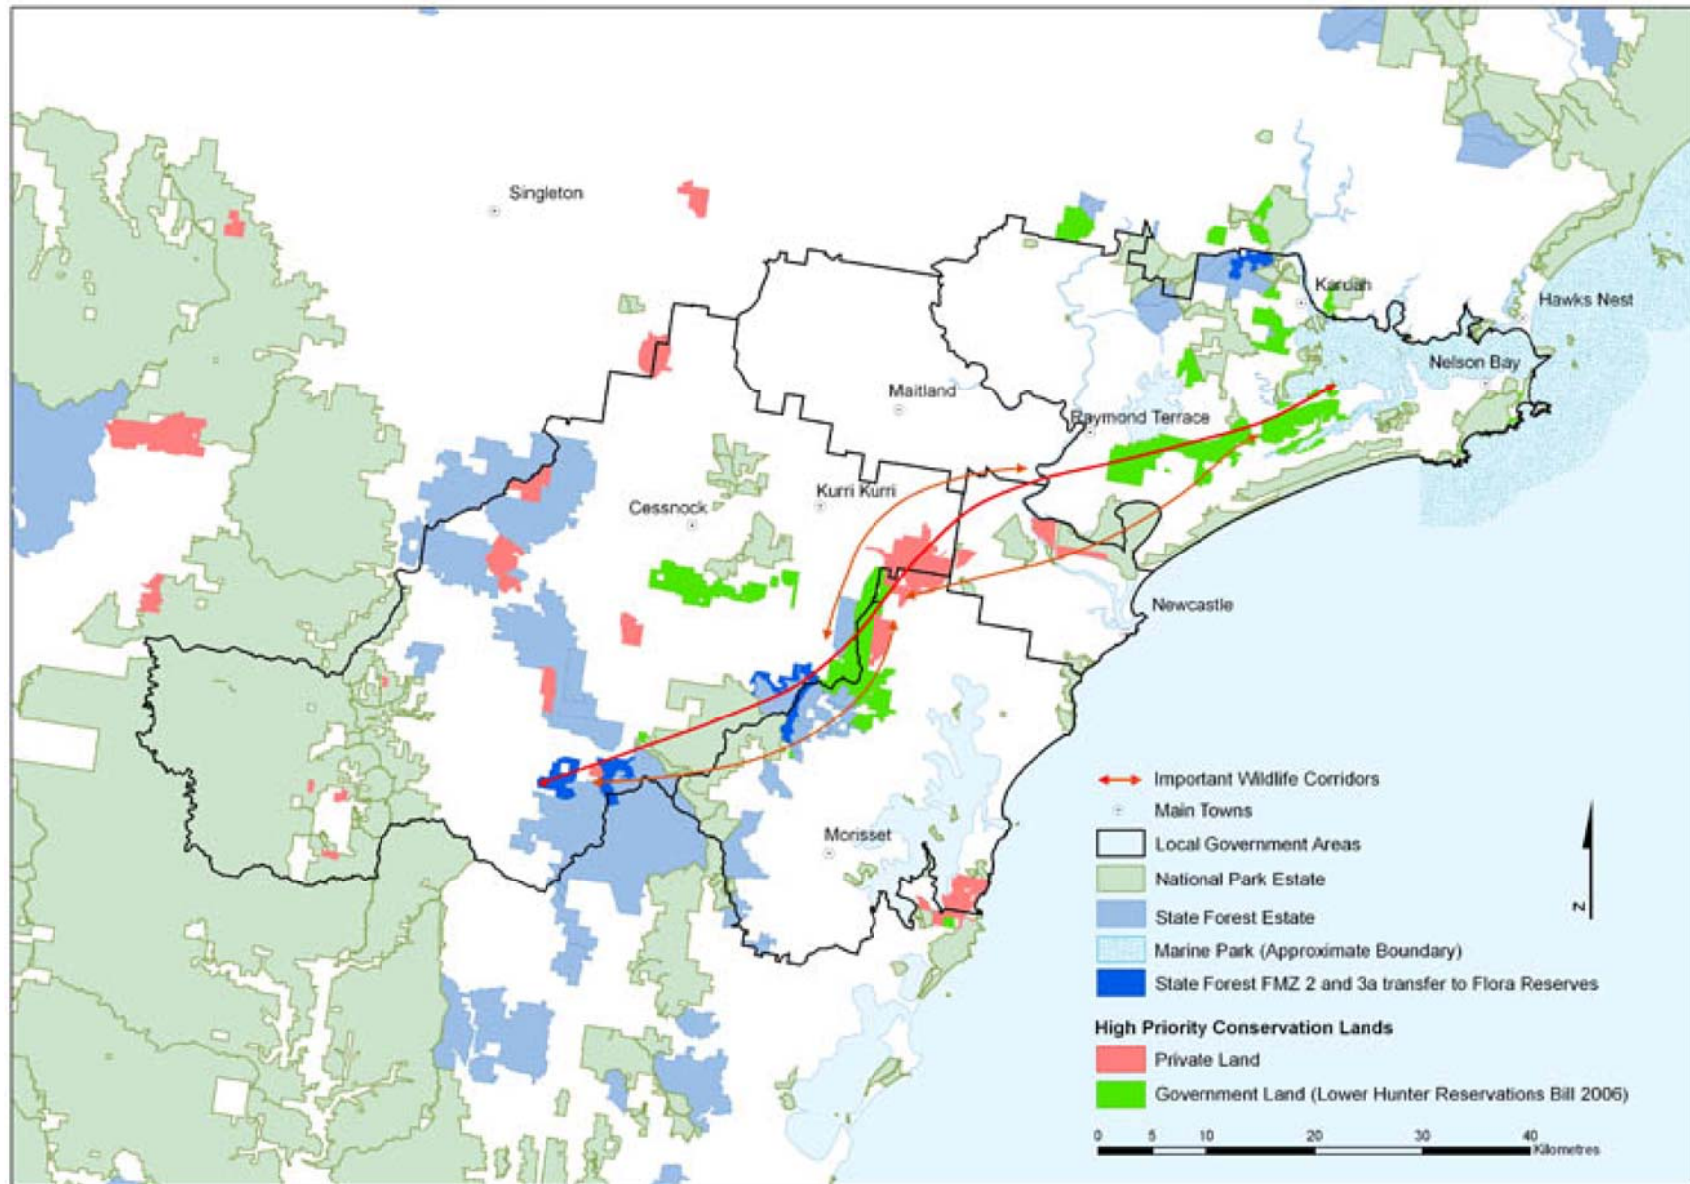 Singleton
Karuah
Hawks Nest
Nelson Bay
Maitland
Raymond Terrace
Kurri Kurri
Cessnock
Newcastle
Morisset
Important Wildlife Corridors
Main Towns
Local Government Areas
National Park Estate
State Forest Estate
Marine Park (Approximate Boundary)
State Forest FMZ 2 and 3a transfer to Flora Reserves
High Priority Conservation Lands
Private Land
Government Land (Lower Hunter Reservations Bill 2006)
0 5 10 20 30 40
Kilometres
N